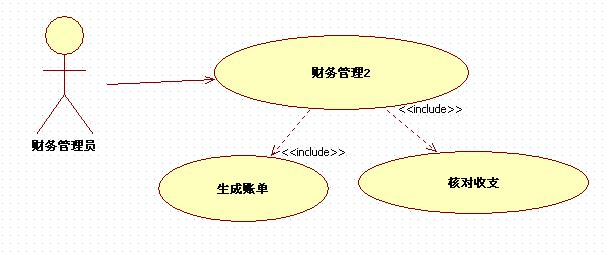 财务管理2
<<include>>
财务管理员
<<include>>
生成账单
核对收支